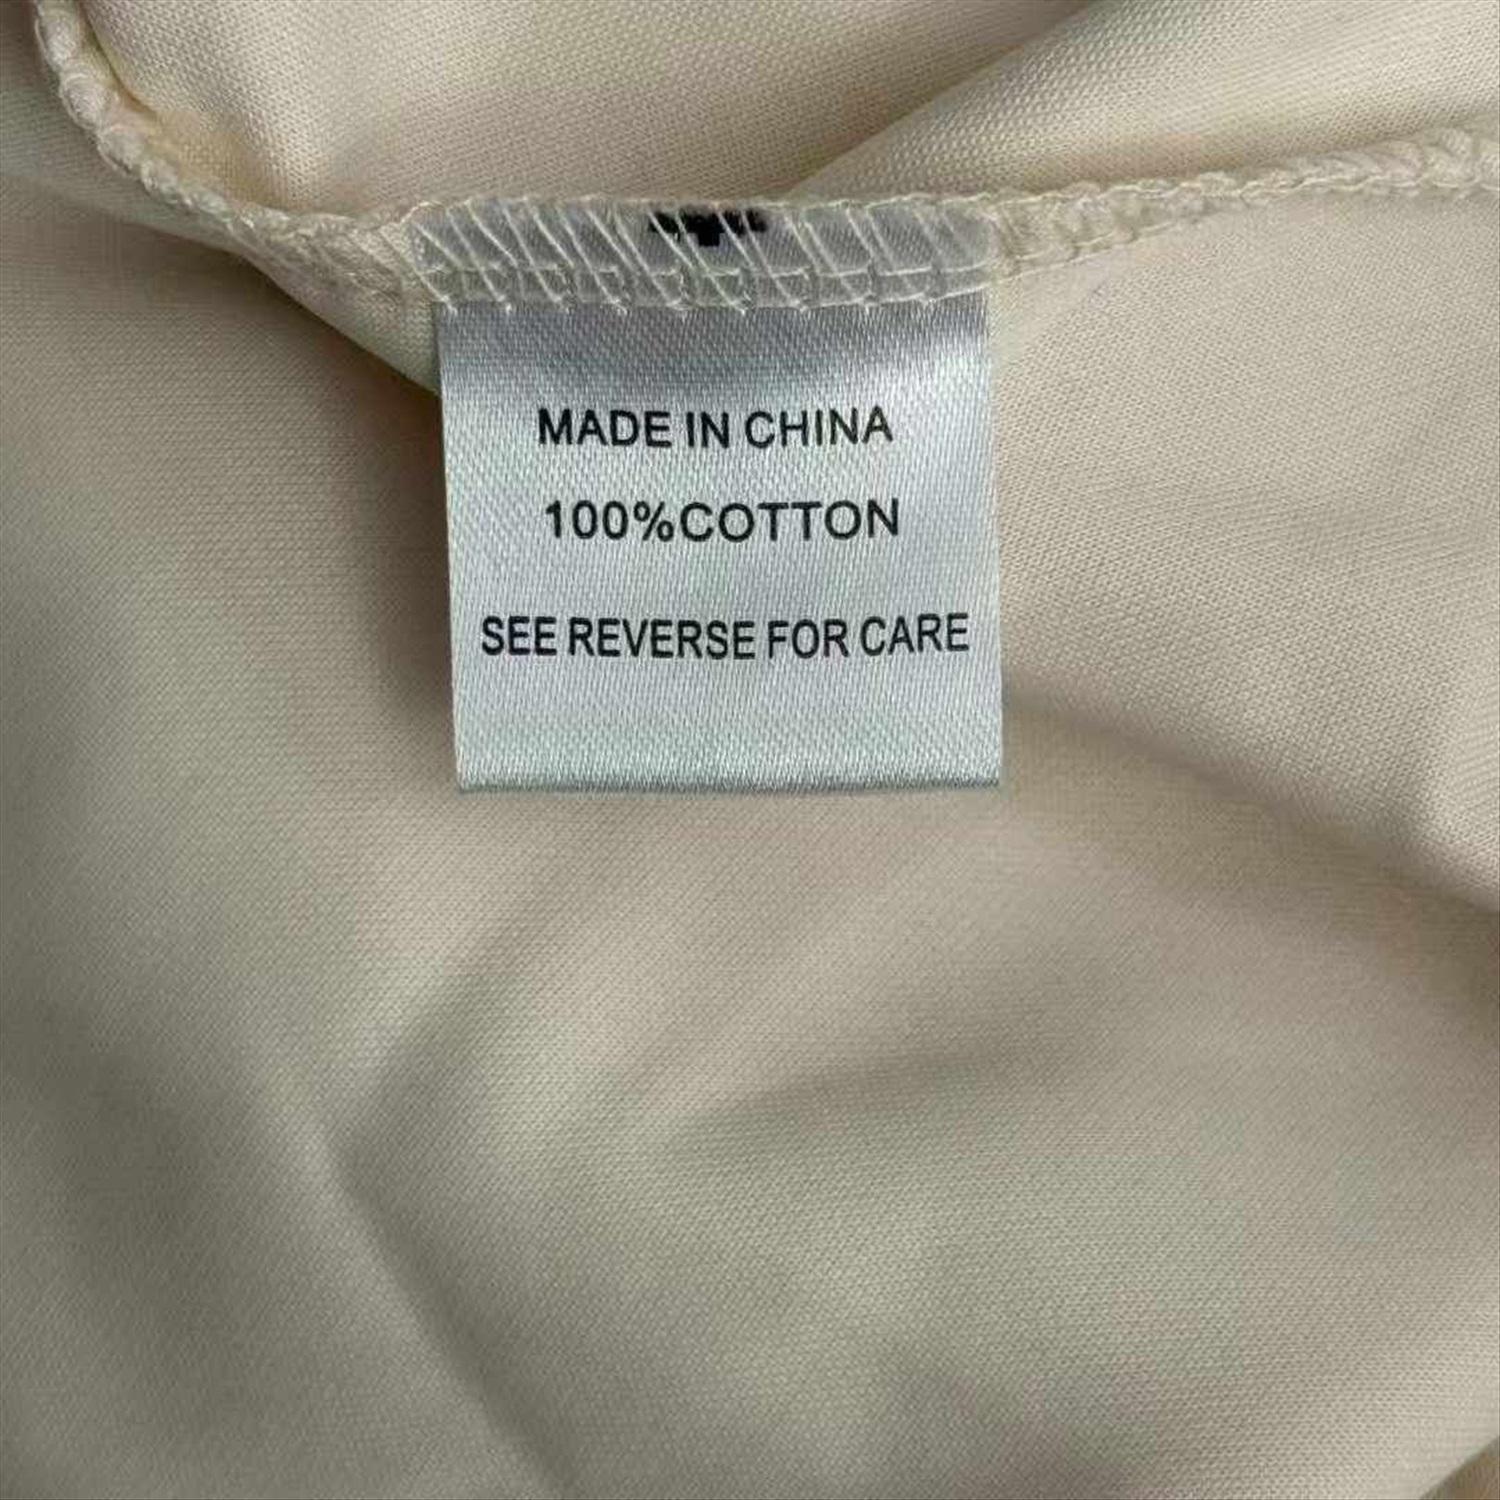 MADE IN CHINA
100%COTTON
SEE REVERSE FOR CARE